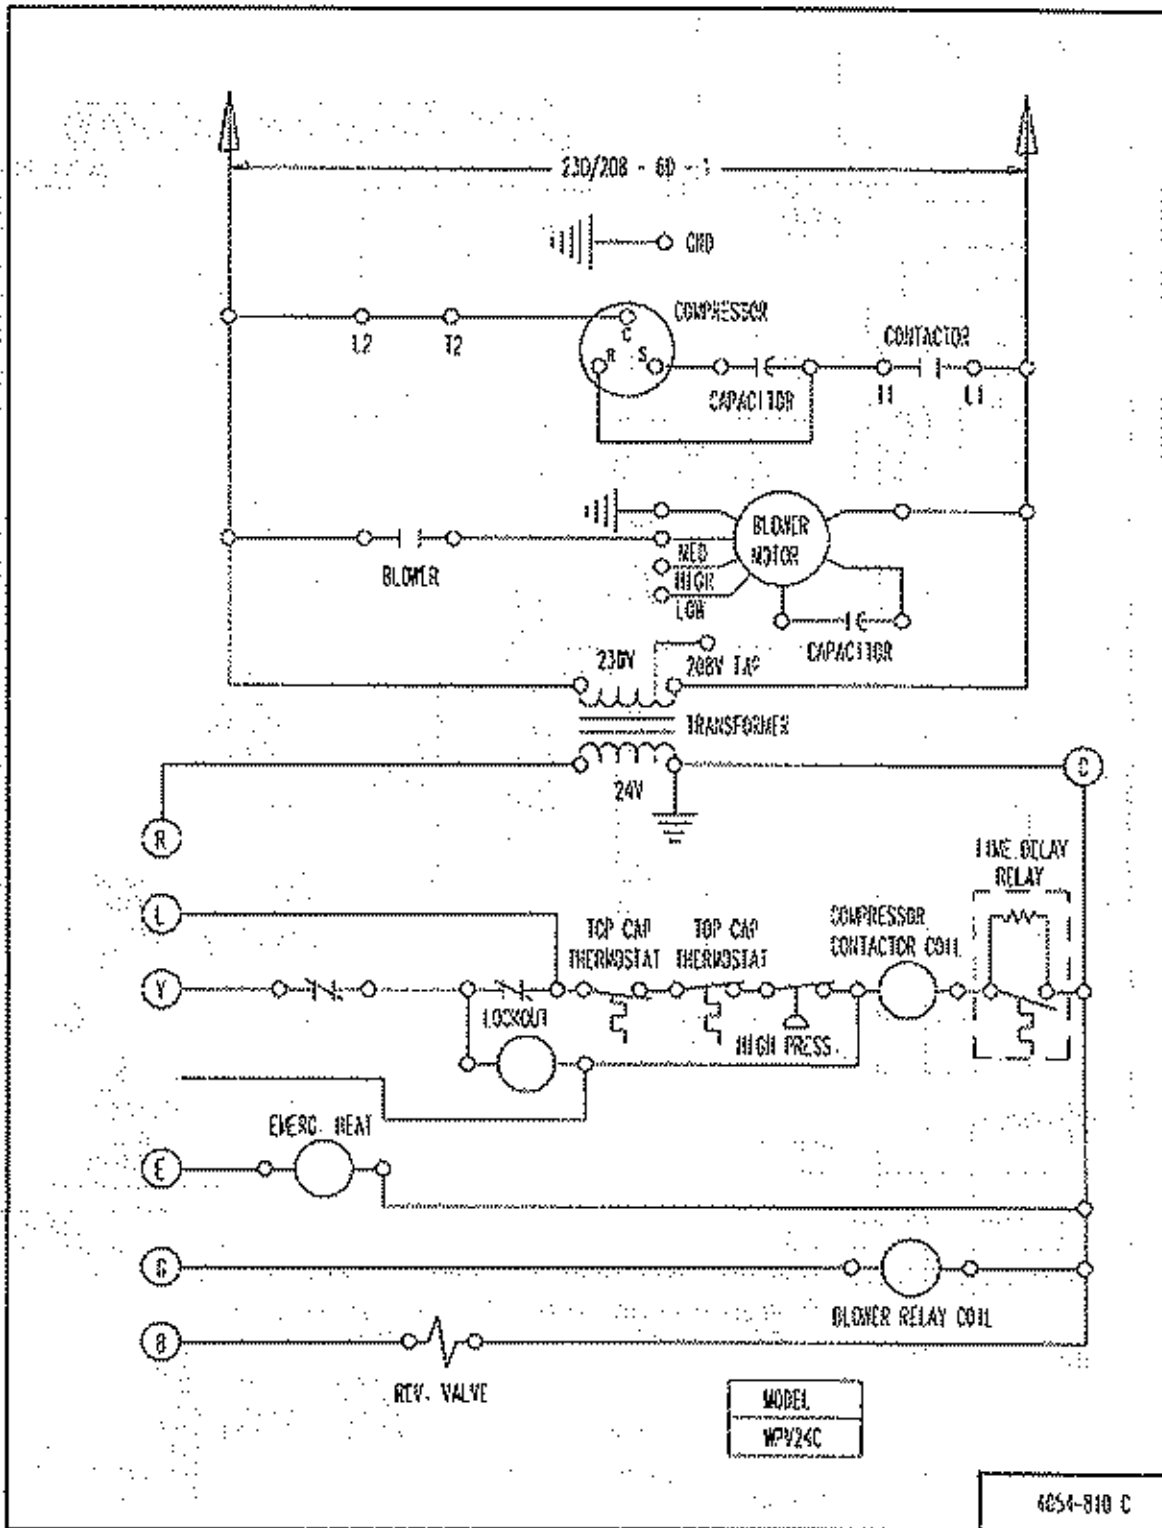 230/208 - 60 - 1
GND
COMPRESSOR
C
R S
L2 T2
CONTACTOR
CAPACITOR
T1 L1
BLOWER
MOTOR
BLOWER
MED
HIGH
LOW
CAPACITOR
230V
208V TAP
TRANSFORMER
24V
C
R
TIME DELAY
RELAY
L
TOP CAP
THERMOSTAT
TOP CAP
THERMOSTAT
COMPRESSOR
CONTACTOR COIL
Y
LOCKOUT
HIGH PRESS.
EMERG. HEAT
E
G
BLOWER RELAY COIL
REV. VALVE
MODEL
WPV24C
4054-810 C